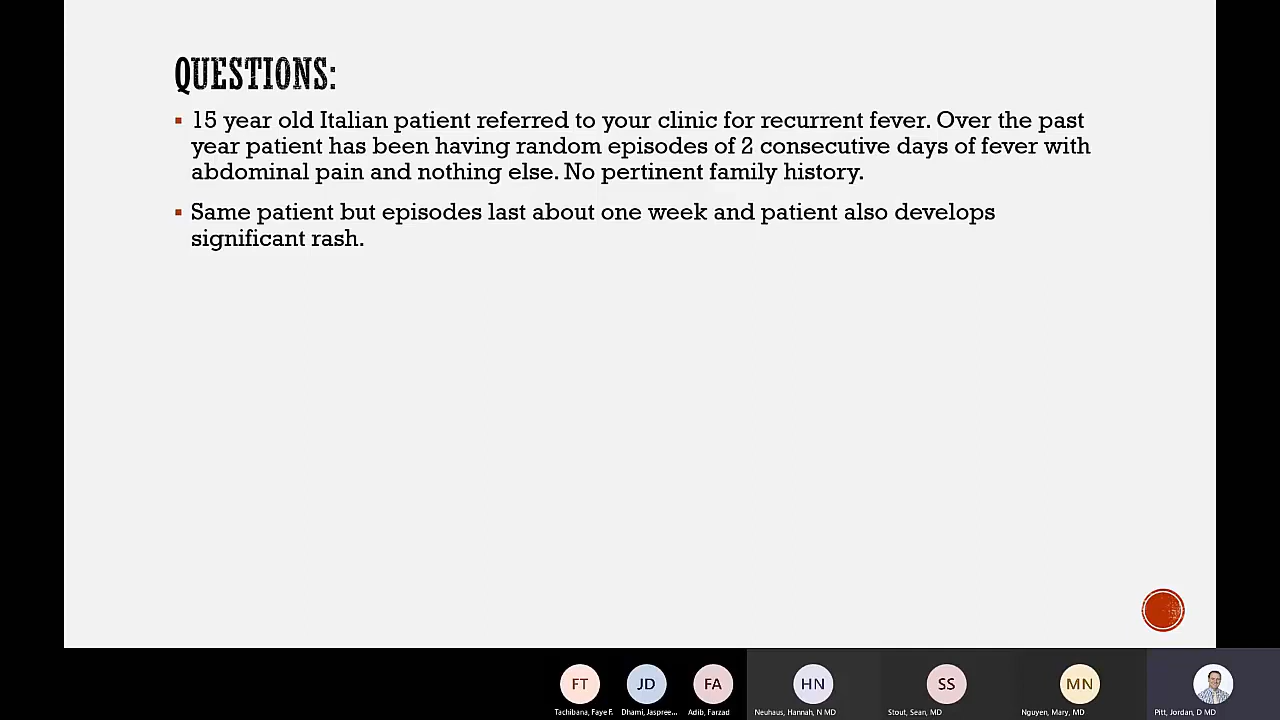 QUESTIONS:
15 year old Italian patient referred to your clinic for recurrent fever. Over the past
year patient has been having random episodes of 2 consecutive days of fever with
abdominal pain and nothing else. No pertinent family history.
Same patient but episodes last about one week and patient also develops
significant rash.
FT JD FA HN SS MN
Tachibana, Faye F. Dhami, Jaspree... Adib, Farzad Neuhaus, Hannah, N MD Stout, Sean, MD Nguyen, Mary, MD Pitt, Jordan, D MD